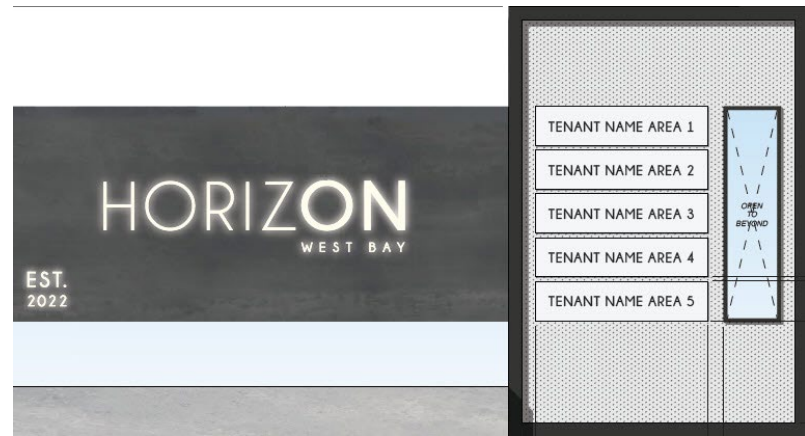 HORIZON
WEST BAY
EST.
2022
TENANT NAME AREA 1
TENANT NAME AREA 2
TENANT NAME AREA 3
TENANT NAME AREA 4
TENANT NAME AREA 5
OPEN
TO
BEYOND